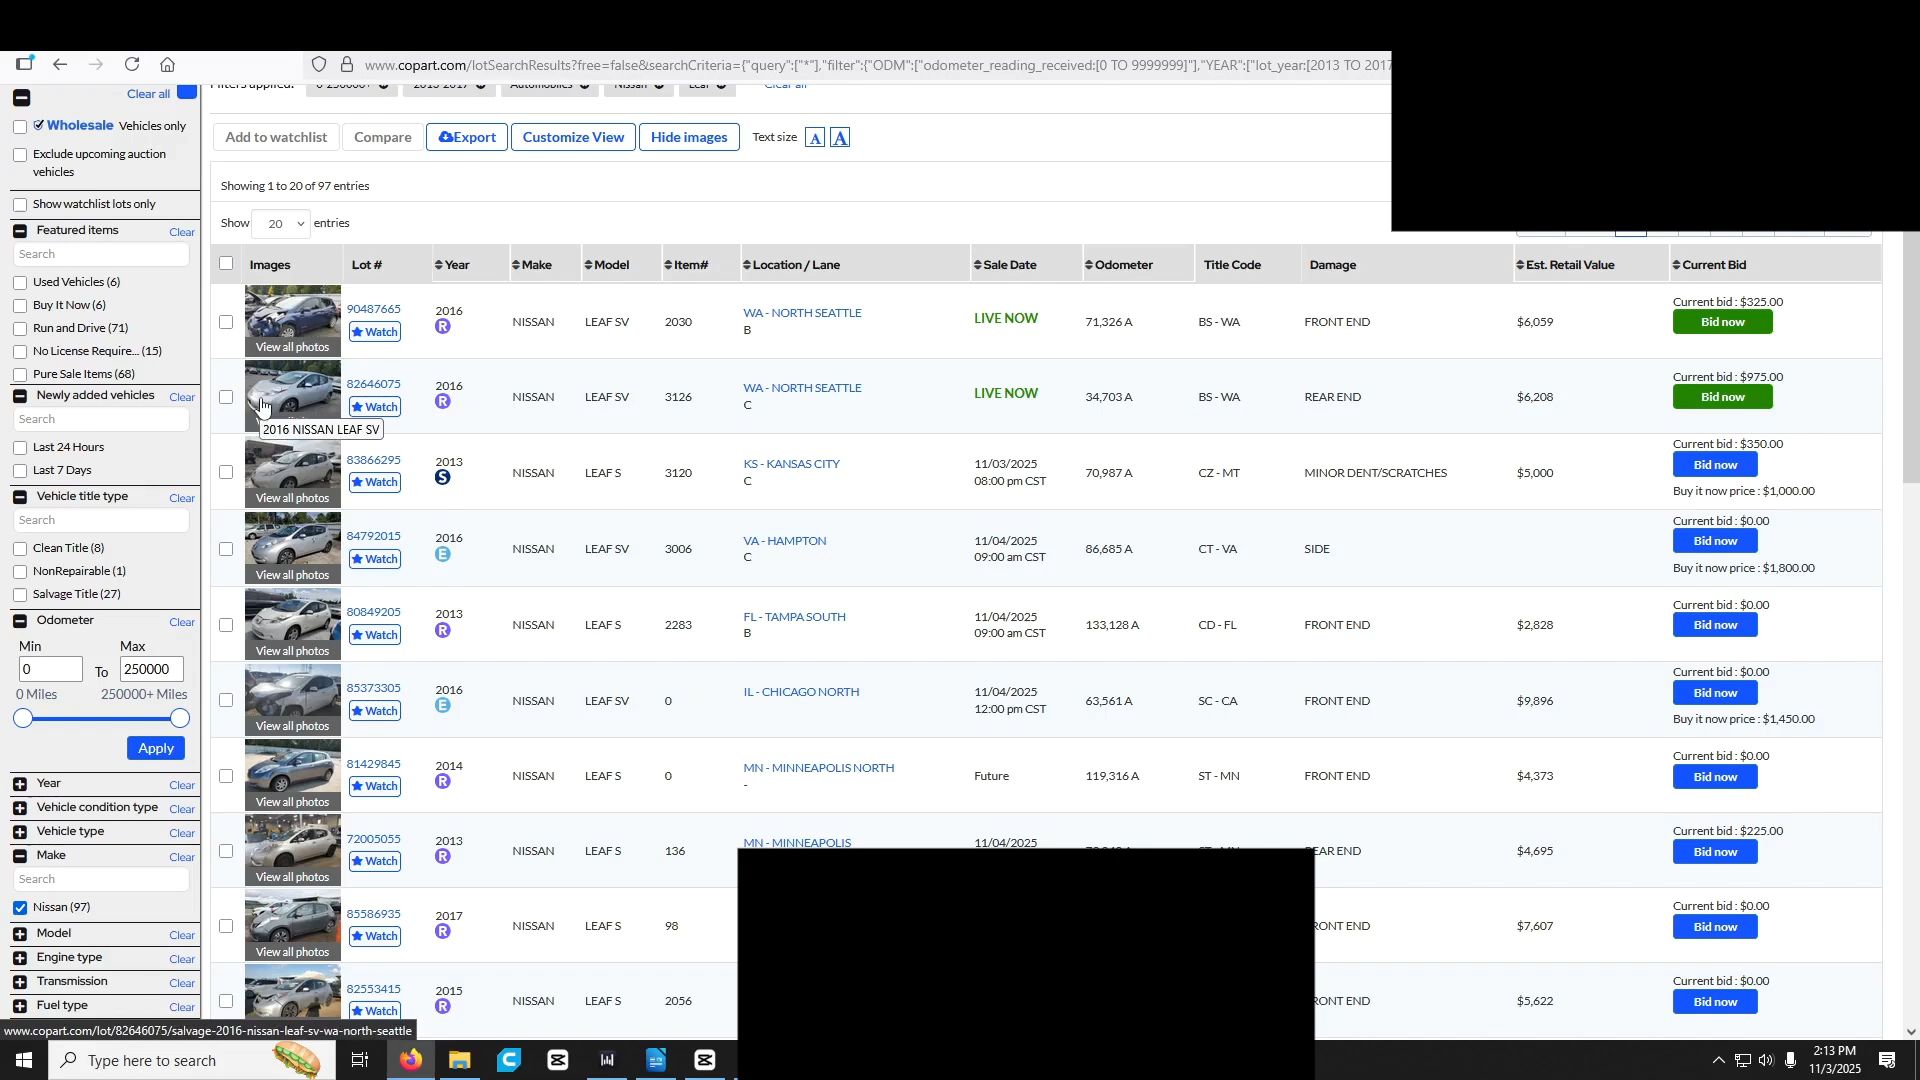 www.copart.com/lotSearchResults?free=false&searchCriteria={"query":["*"],"filter":{"ODM":["odometer_reading_received:[0 TO 9999999]"],"YEAR":["lot_year:[2013 TO 2017
Clear all
Wholesale Vehicles only
Exclude upcoming auction
vehicles
Show watchlist lots only
Featured items Clear
Search
Used Vehicles (6)
Buy It Now (6)
Run and Drive (71)
No License Require... (15)
Pure Sale Items (68)
Newly added vehicles Clear
Search
Last 24 Hours
Last 7 Days
Vehicle title type Clear
Search
Clean Title (8)
NonRepairable (1)
Salvage Title (27)
Odometer Clear
Min Max
0 To 250000
0 Miles 250000+ Miles
Apply
Year Clear
Vehicle condition type Clear
Vehicle type Clear
Make Clear
Search
Nissan (97)
Model Clear
Engine type Clear
Transmission Clear
Fuel type Clear
Filters applied: 0-250000+ 2013-2017 Automobiles Nissan Leaf Clear all
Add to watchlist Compare Export Customize View Hide images Text size A A
Showing 1 to 20 of 97 entries
Show 20 entries
Images Lot # Year Make Model Item# Location / Lane Sale Date Odometer Title Code Damage Est. Retail Value Current Bid
View all photos 90487665 Watch 2016 R NISSAN LEAF SV 2030 WA - NORTH SEATTLE B LIVE NOW 71,326 A BS - WA FRONT END $6,059 Current bid : $325.00 Bid now
82646075 Watch 2016 R NISSAN LEAF SV 3126 WA - NORTH SEATTLE C LIVE NOW 34,703 A BS - WA REAR END $6,208 Current bid : $975.00 Bid now
2016 NISSAN LEAF SV
View all photos 83866295 Watch 2013 S NISSAN LEAF S 3120 KS - KANSAS CITY C 11/03/2025 08:00 pm CST 70,987 A CZ - MT MINOR DENT/SCRATCHES $5,000 Current bid : $350.00 Bid now Buy it now price : $1,000.00
View all photos 84792015 Watch 2016 E NISSAN LEAF SV 3006 VA - HAMPTON C 11/04/2025 09:00 am CST 86,685 A CT - VA SIDE $6,685 Current bid : $0.00 Bid now Buy it now price : $1,800.00
View all photos 80849205 Watch 2013 R NISSAN LEAF S 2283 FL - TAMPA SOUTH B 11/04/2025 09:00 am CST 133,128 A CD - FL FRONT END $2,828 Current bid : $0.00 Bid now
View all photos 85373305 Watch 2016 E NISSAN LEAF SV 0 IL - CHICAGO NORTH 11/04/2025 12:00 pm CST 63,561 A SC - CA FRONT END $9,896 Current bid : $0.00 Bid now Buy it now price : $1,450.00
View all photos 81429845 Watch 2014 R NISSAN LEAF S 0 MN - MINNEAPOLIS NORTH - Future 119,316 A ST - MN FRONT END $4,373 Current bid : $0.00 Bid now
View all photos 72005055 Watch 2013 R NISSAN LEAF S 136 MN - MINNEAPOLIS 11/04/2025 EAR END $4,695 Current bid : $225.00 Bid now
View all photos 85586935 Watch 2017 R NISSAN LEAF S 98 RONT END $7,607 Current bid : $0.00 Bid now
82553415 Watch 2015 R NISSAN LEAF S 2056 RONT END $5,622 Current bid : $0.00 Bid now
www.copart.com/lot/82646075/salvage-2016-nissan-leaf-sv-wa-north-seattle
Type here to search
2:13 PM
11/3/2025